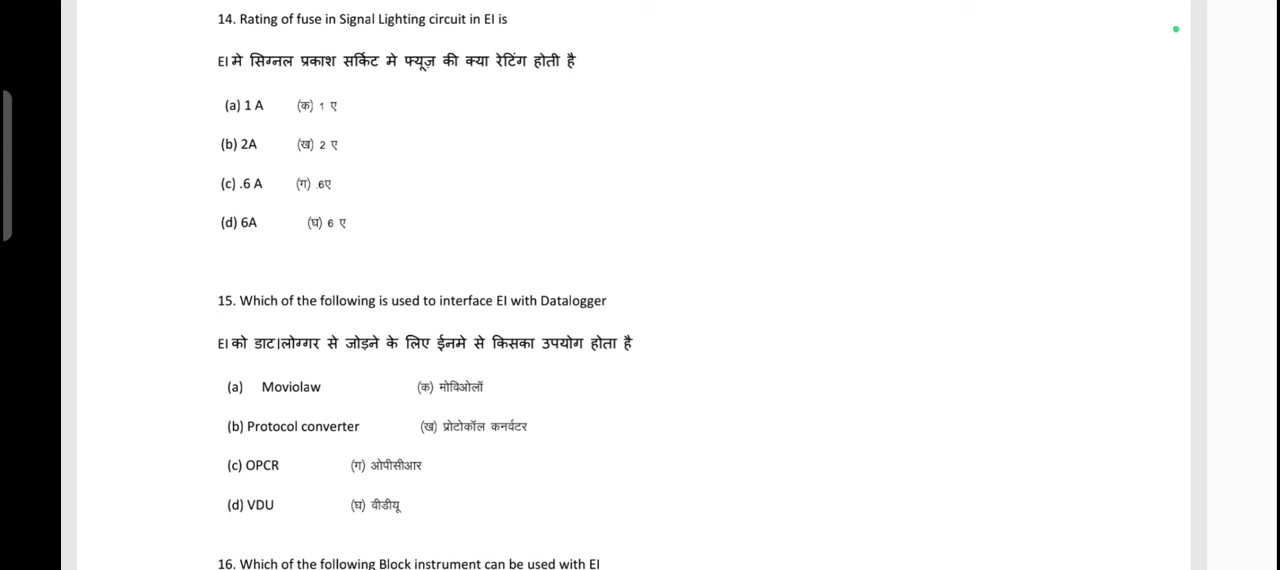 14. Rating of fuse in Signal Lighting circuit in EI is
EI मे सिग्नल प्रकाश सर्किट मे फ्यूज़ की क्या रेटिंग होती है
(a) 1 A (क) 1 ए
(b) 2A (ख) 2 ए
(c) .6 A (ग) .6ए
(d) 6A (घ) 6 ए
15. Which of the following is used to interface EI with Datalogger
EI को डाट।लोग्गर से जोड़ने के लिए ईनमे से किसका उपयोग होता है
(a) Moviolaw (क) मोविओलॉ
(b) Protocol converter (ख) प्रोटोकॉल कनर्वटर
(c) OPCR (ग) ओपीसीआर
(d) VDU (घ) वीडीयू
16. Which of the following Block instrument can be used with EI